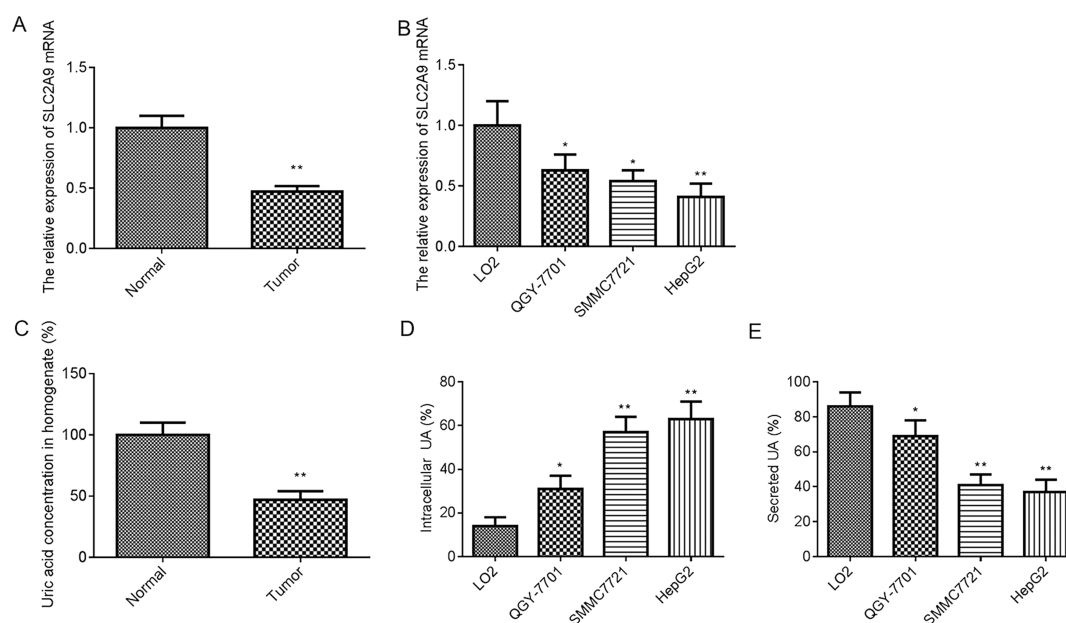 A
The relative expression of SLC2A9 mRNA
1.5
1.0
0.5
0.0
**
Normal
Tumor
B
The relative expression of SLC2A9 mRNA
1.5
1.0
0.5
0.0
*
*
**
LO2
QGY-7701
SMMC7721
HepG2
C
Uric acid concentration in homogenate (%)
150
100
50
0
**
Normal
Tumor
D
Intracellular UA (%)
80
60
40
20
0
*
**
**
LO2
QGY-7701
SMMC7721
HepG2
E
Secreted UA (%)
100
80
60
40
20
0
*
**
**
LO2
QGY-7701
SMMC7721
HepG2